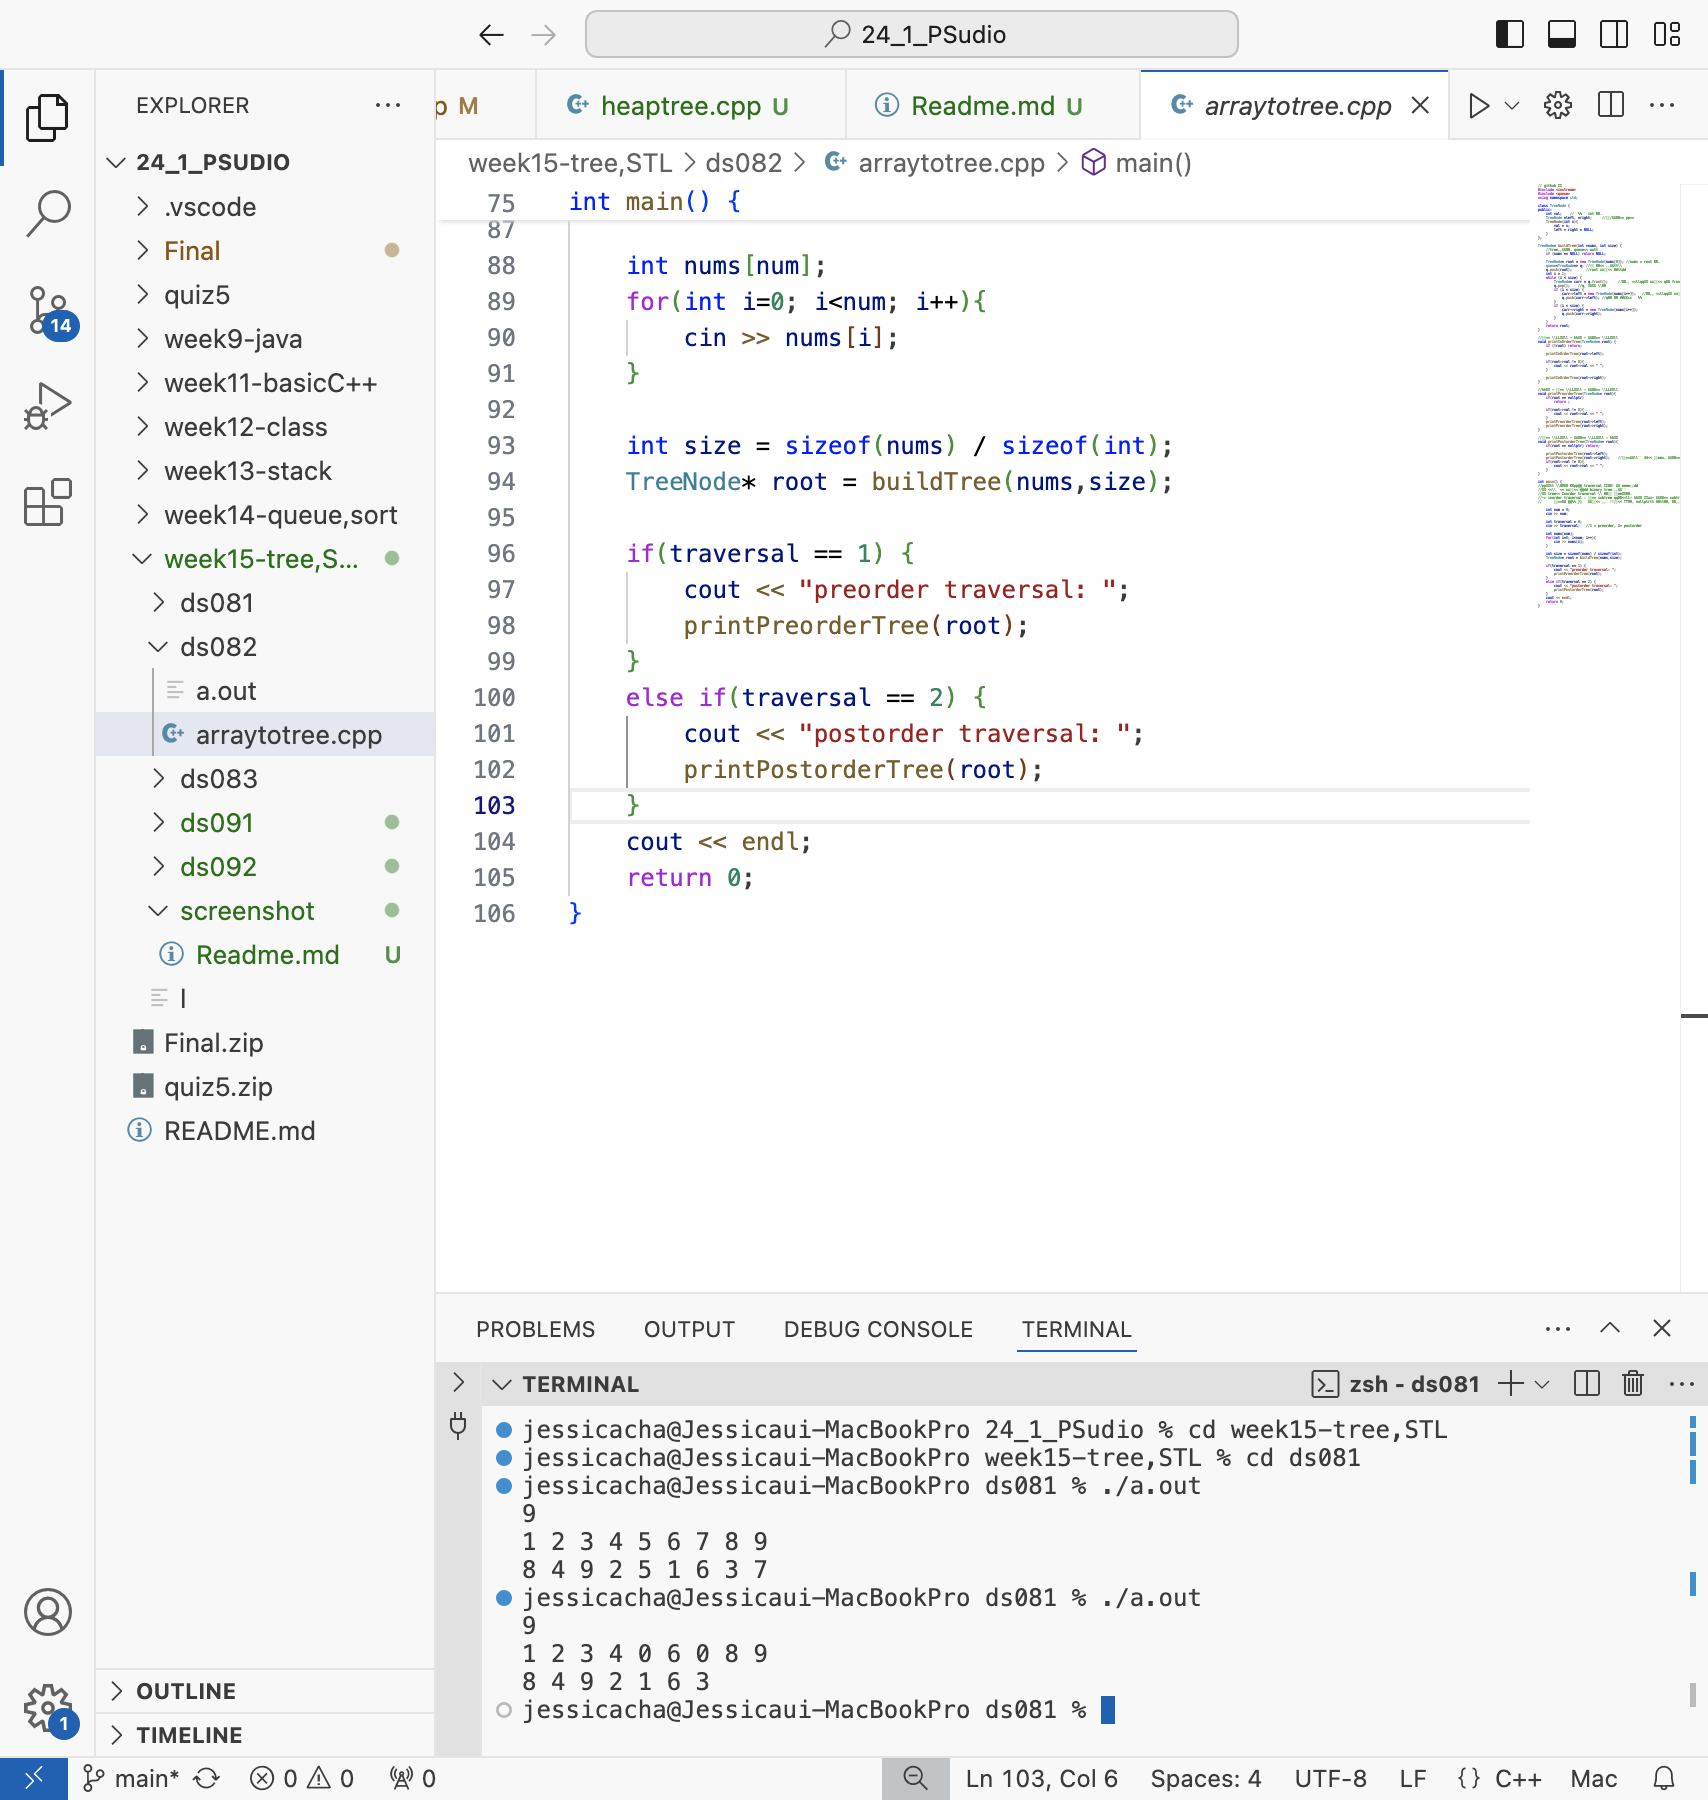 24_1_PSudio
EXPLORER
p M
heaptree.cpp U
Readme.md U
arraytotree.cpp
24_1_PSUDIO
week15-tree,STL > ds082 > arraytotree.cpp > main()
.vscode
Final
quiz5
14
week9-java
week11-basicC++
week12-class
week13-stack
week14-queue,sort
week15-tree,S...
ds081
ds082
a.out
arraytotree.cpp
ds083
ds091
ds092
screenshot
Readme.md U
l
Final.zip
quiz5.zip
README.md
75 int main() {
87
88 int nums[num];
89 for(int i=0; i<num; i++){
90 cin >> nums[i];
91 }
92
93 int size = sizeof(nums) / sizeof(int);
94 TreeNode* root = buildTree(nums,size);
95
96 if(traversal == 1) {
97 cout << "preorder traversal: ";
98 printPreorderTree(root);
99 }
100 else if(traversal == 2) {
101 cout << "postorder traversal: ";
102 printPostorderTree(root);
103 }
104 cout << endl;
105 return 0;
106 }
PROBLEMS OUTPUT DEBUG CONSOLE TERMINAL
TERMINAL
zsh - ds081
jessicacha@Jessicaui-MacBookPro 24_1_PSudio % cd week15-tree,STL
jessicacha@Jessicaui-MacBookPro week15-tree,STL % cd ds081
jessicacha@Jessicaui-MacBookPro ds081 % ./a.out
9
1 2 3 4 5 6 7 8 9
8 4 9 2 5 1 6 3 7
jessicacha@Jessicaui-MacBookPro ds081 % ./a.out
9
1 2 3 4 0 6 0 8 9
8 4 9 2 1 6 3
jessicacha@Jessicaui-MacBookPro ds081 %
OUTLINE
1
TIMELINE
main* 0 0 0
Ln 103, Col 6 Spaces: 4 UTF-8 LF {} C++ Mac